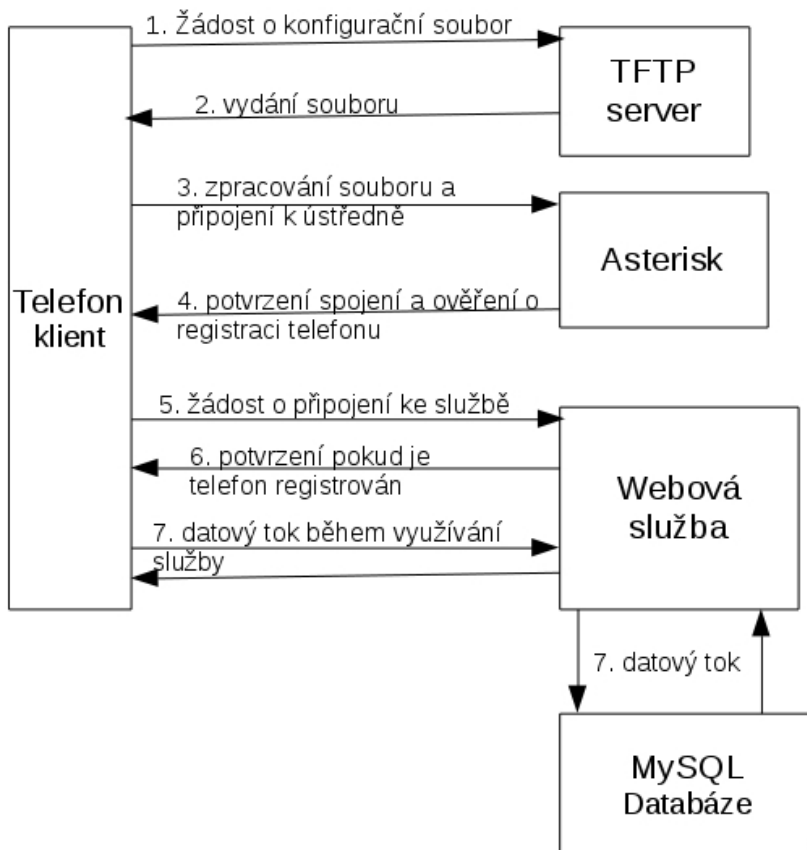 1. Žádost o konfigurační soubor
TFTP
server
2. vydání souboru
3. zpracování souboru a
připojení k ústředně
Asterisk
Telefon
klient
4. potvrzení spojení a ověření o
registraci telefonu
5. žádost o připojení ke službě
6. potvrzení pokud je
telefon registrován
Webová
služba
7. datový tok během využívání
služby
7. datový tok
MySQL
Databáze